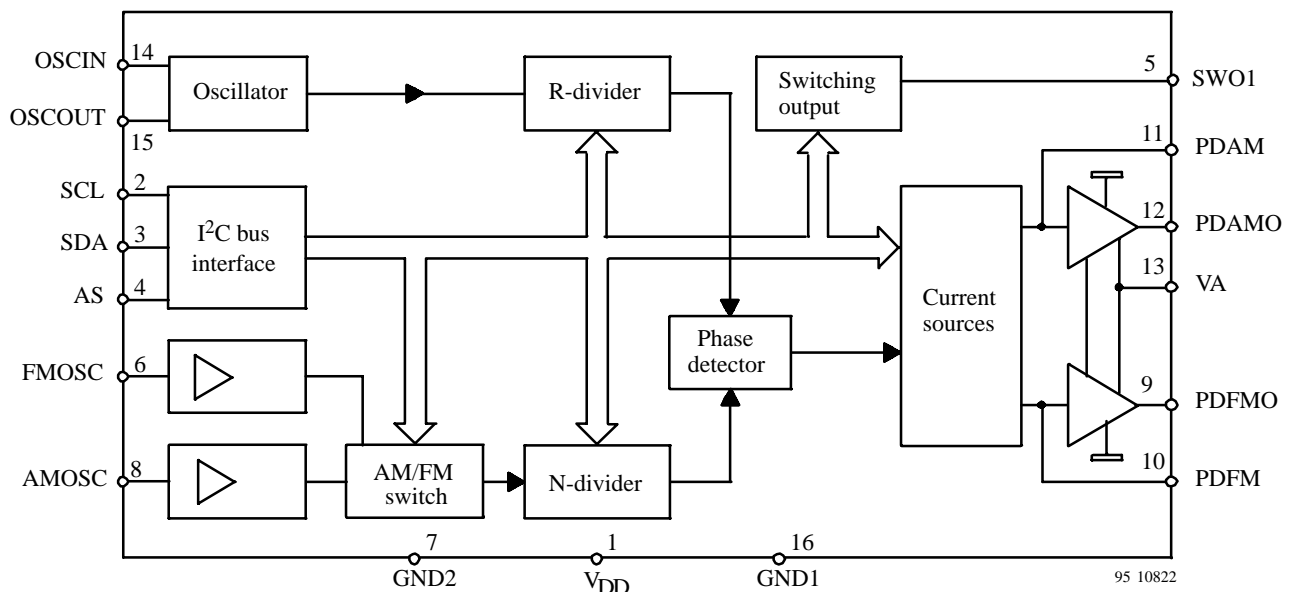 OSCIN
14
OSCOUT
15
Oscillator
R-divider
Switching
output
5
SWO1
11
PDAM
SCL
2
SDA
3
AS
4
I²C bus
interface
12
PDAMO
13
VA
Current
sources
FMOSC
6
Phase
detector
9
PDFMO
AMOSC
8
AM/FM
switch
N-divider
10
PDFM
7
GND2
1
VDD
16
GND1
95 10822